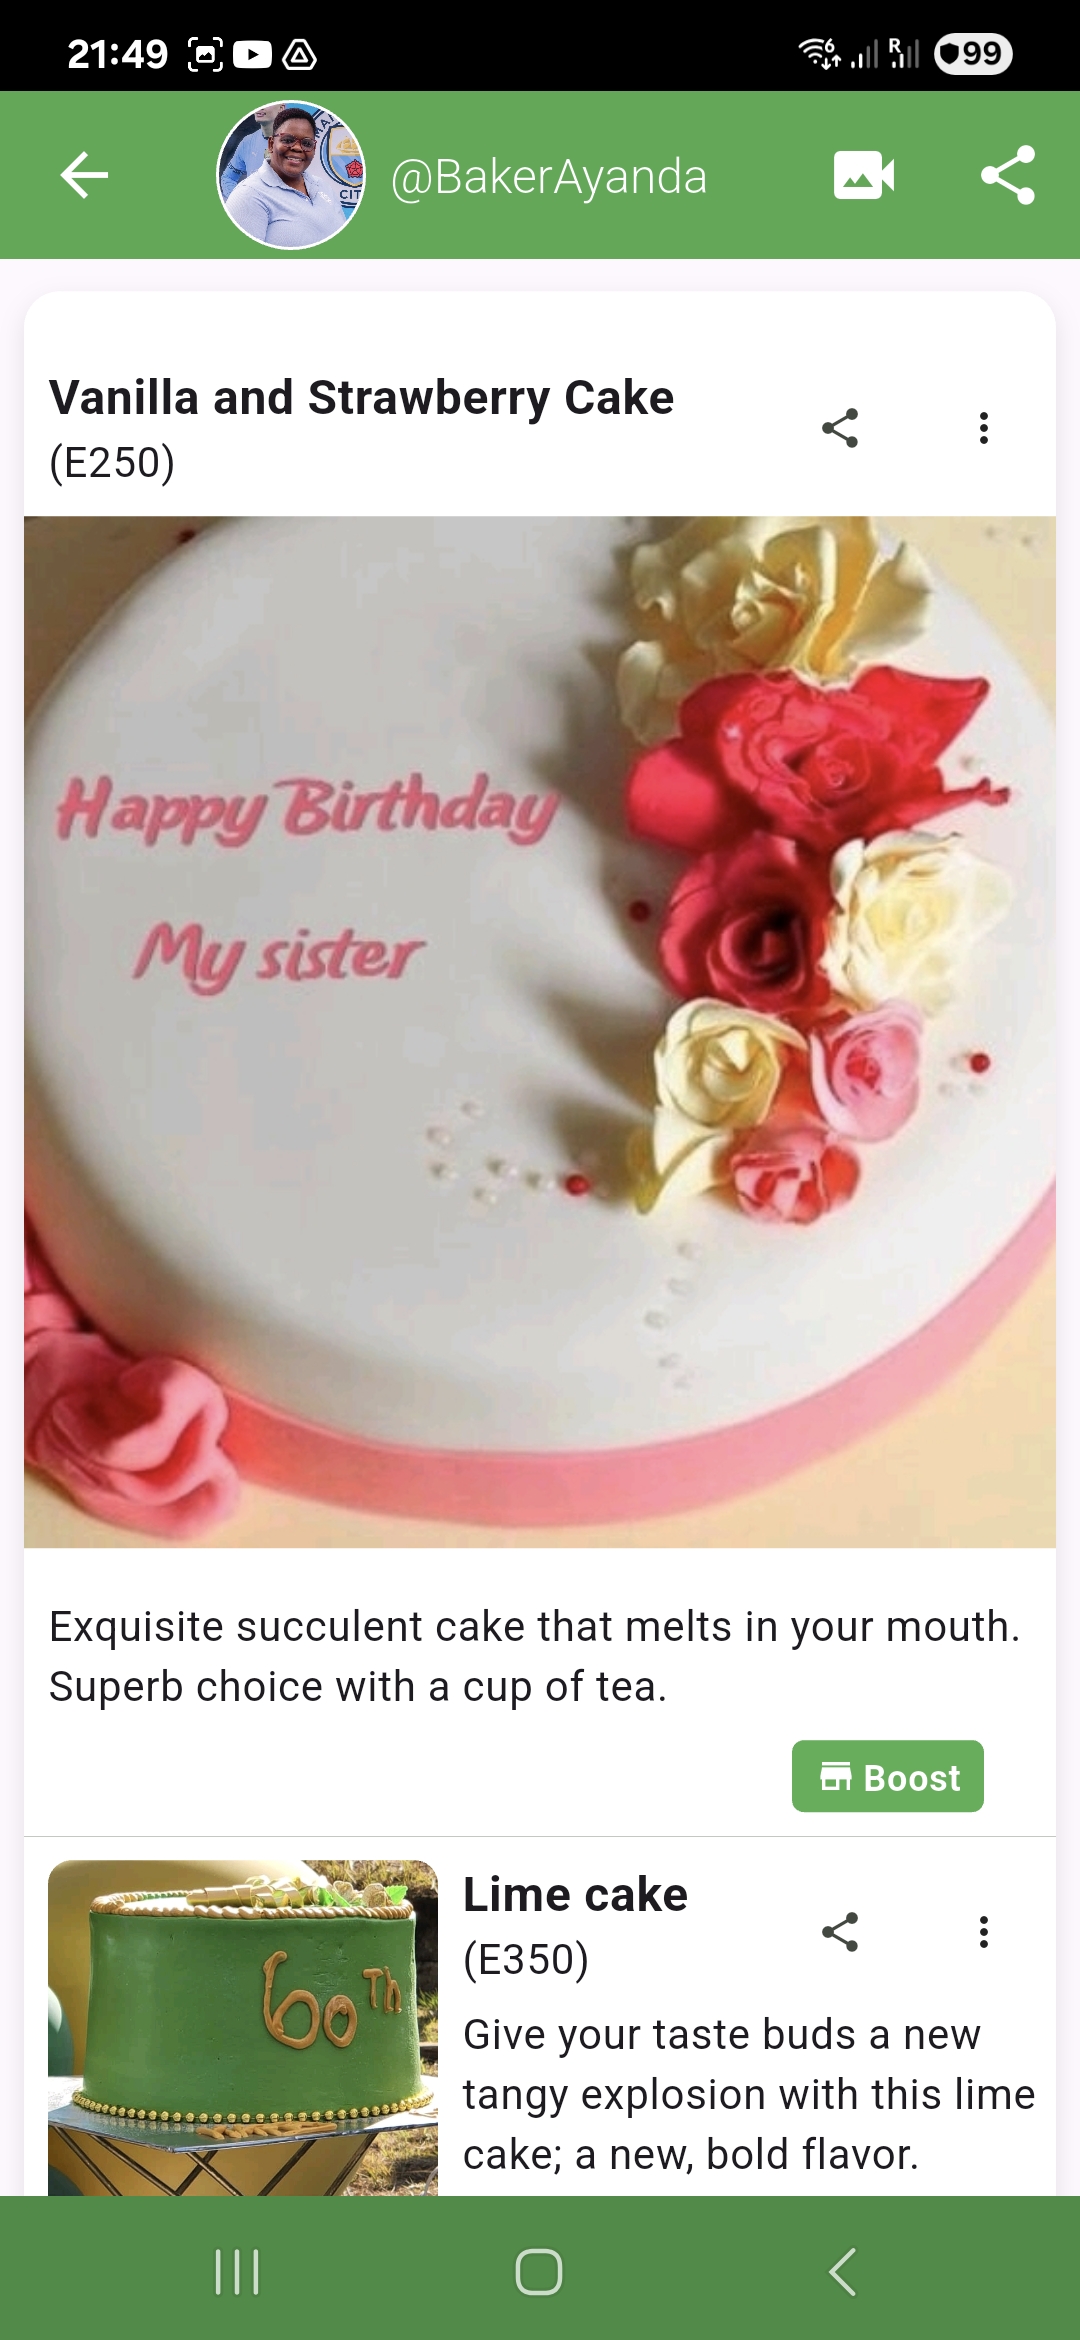 21:49
6
R
99
CITY
@BakerAyanda
Vanilla and Strawberry Cake
(E250)
Happy Birthday
My sister
Exquisite succulent cake that melts in your mouth.
Superb choice with a cup of tea.
Boost
60Th
Lime cake
(E350)
Give your taste buds a new
tangy explosion with this lime
cake; a new, bold flavor.